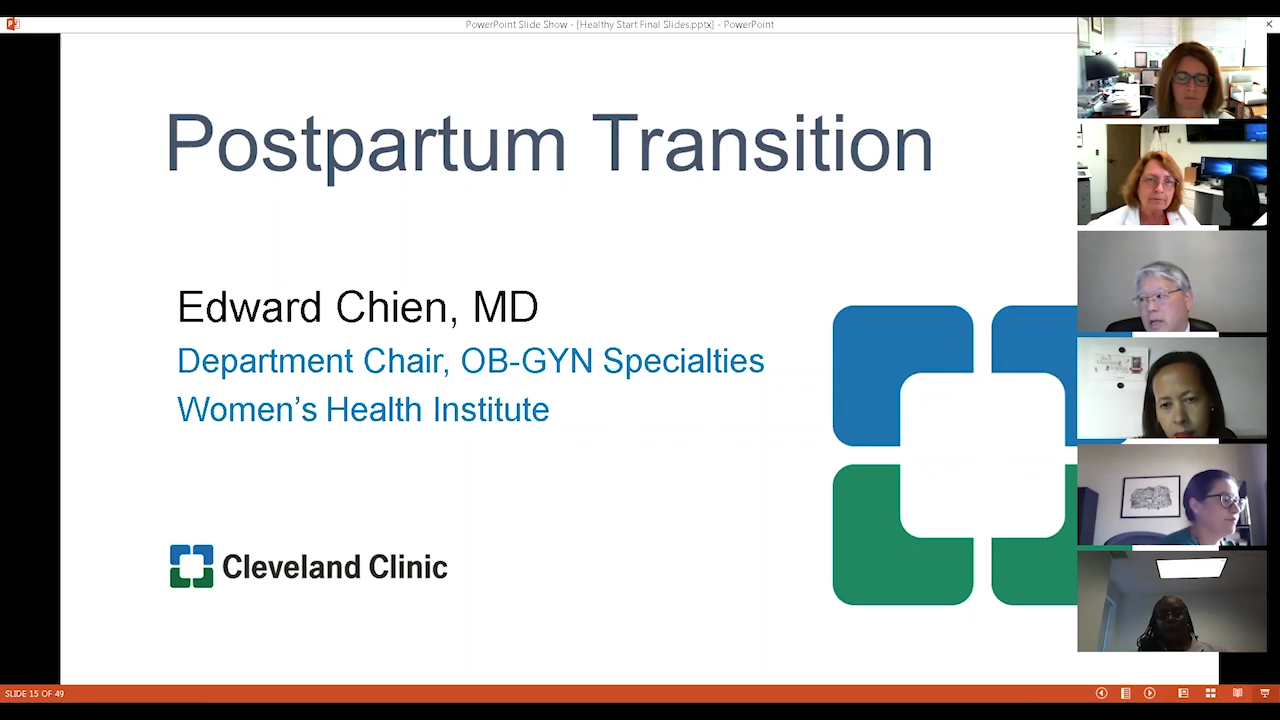 PowerPoint Slide Show - [Healthy Start Final Slides.pptx] - PowerPoint
Postpartum Transition
Edward Chien, MD
Department Chair, OB-GYN Specialties
Women's Health Institute
Cleveland Clinic
SLIDE 15 OF 49